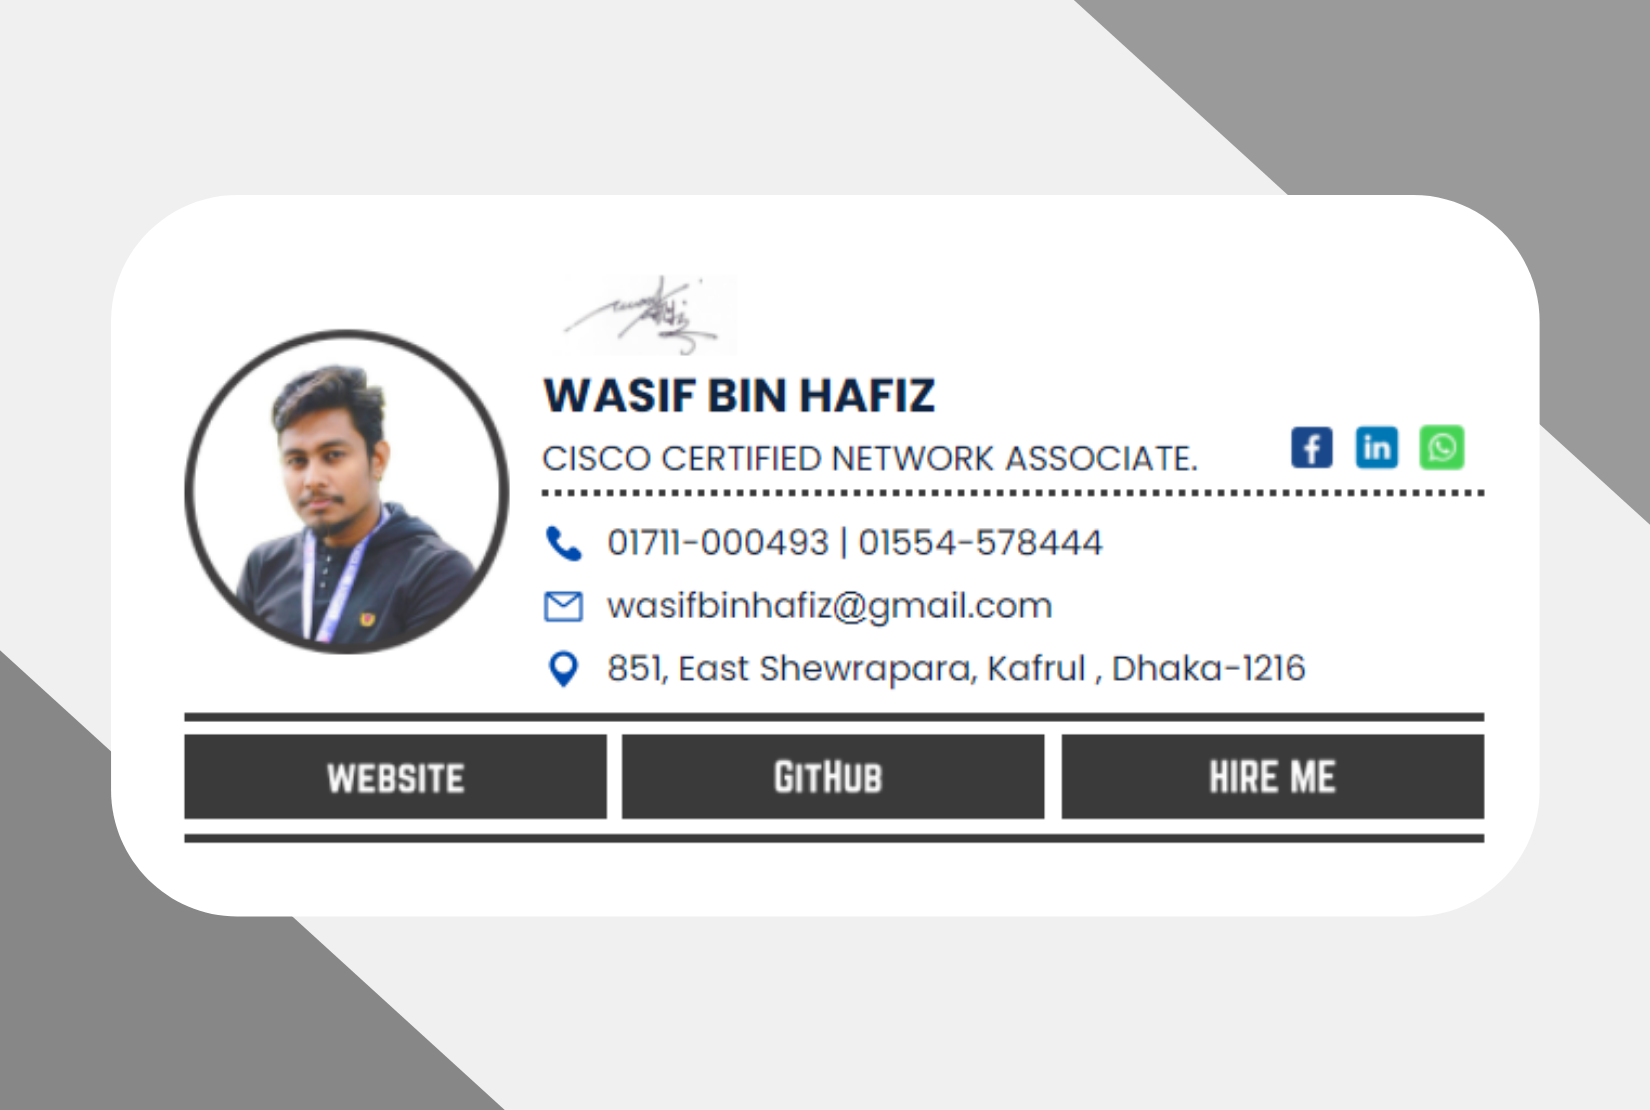 WASIF BIN HAFIZ
CISCO CERTIFIED NETWORK ASSOCIATE.
f in
01711-000493 | 01554-578444
wasifbinhafiz@gmail.com
851, East Shewrapara, Kafrul , Dhaka-1216
WEBSITE
GitHub
HIRE ME